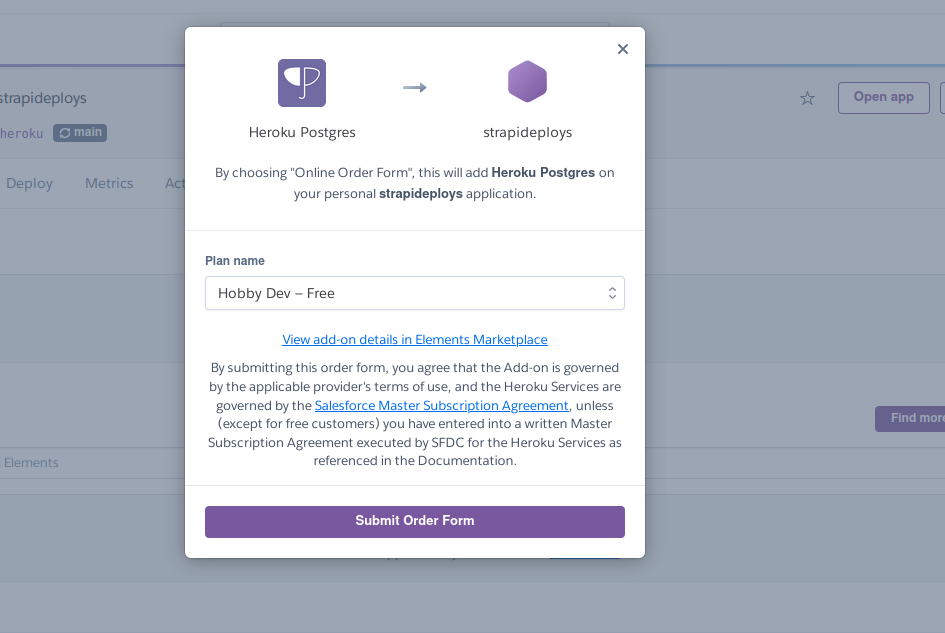 strapideploys
Open app
heroku
main
Deploy
Metrics
Heroku Postgres
strapideploys
By choosing "Online Order Form", this will add Heroku Postgres on
your personal strapideploys application.
Plan name
Hobby Dev – Free
View add-on details in Elements Marketplace
By submitting this order form, you agree that the Add-on is governed
by the applicable provider's terms of use, and the Heroku Services are
governed by the Salesforce Master Subscription Agreement, unless
(except for free customers) you have entered into a written Master
Subscription Agreement executed by SFDC for the Heroku Services as
referenced in the Documentation.
Find more
Elements
Submit Order Form